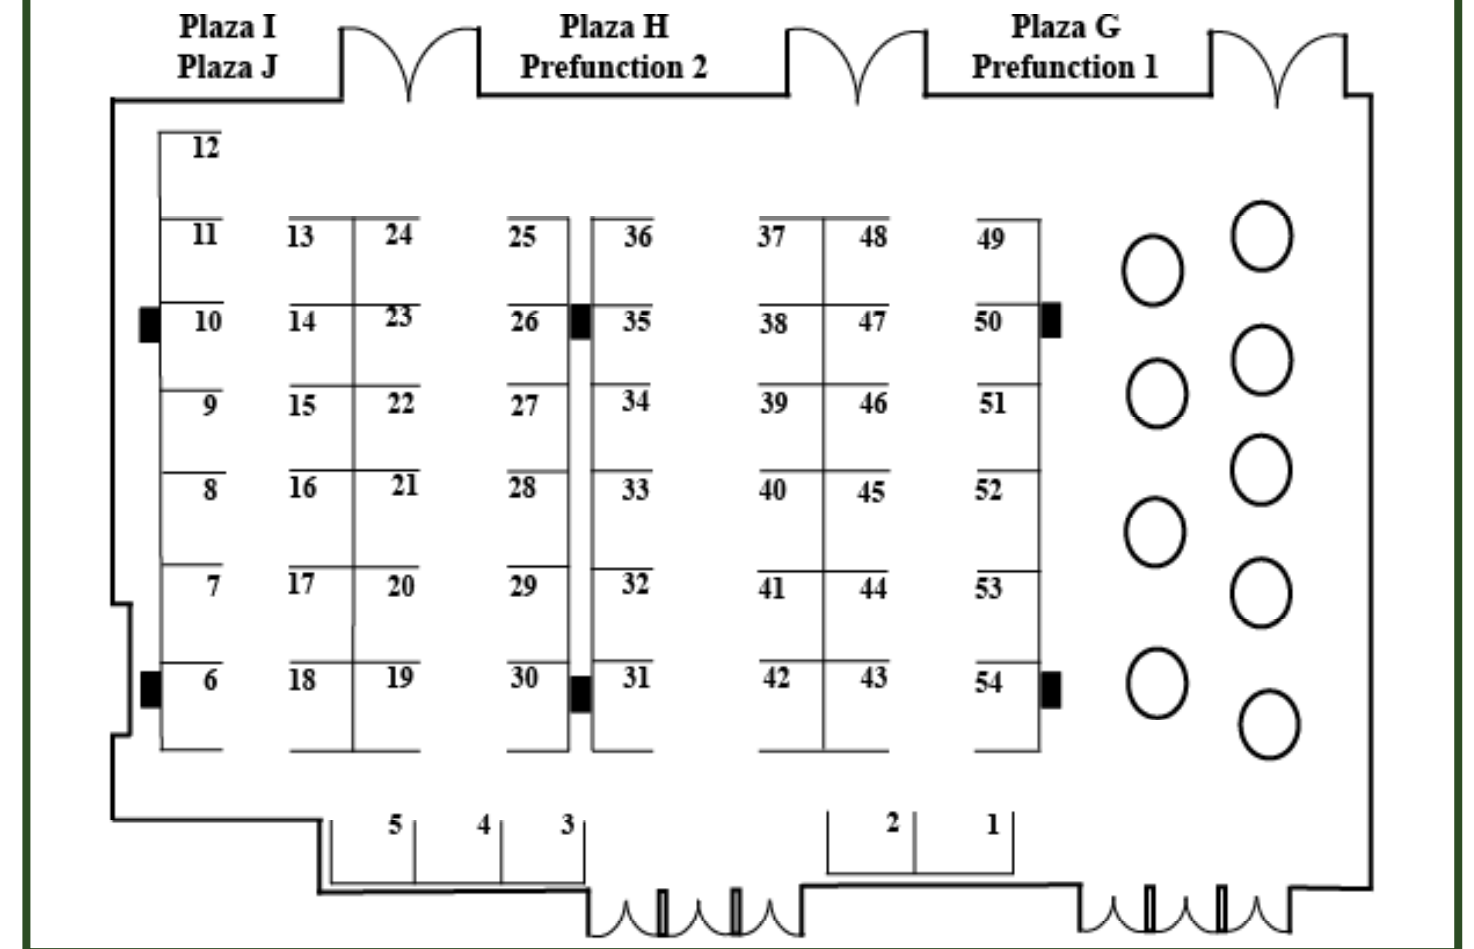 Plaza I Plaza H Plaza G
Plaza J Prefunction 2 Prefunction 1
12
11 13 24 25 36 37 48 49
10 14 23 26 35 38 47 50
9 15 22 27 34 39 46 51
8 16 21 28 33 40 45 52
7 17 20 29 32 41 44 53
6 18 19 30 31 42 43 54
5 4 3 2 1